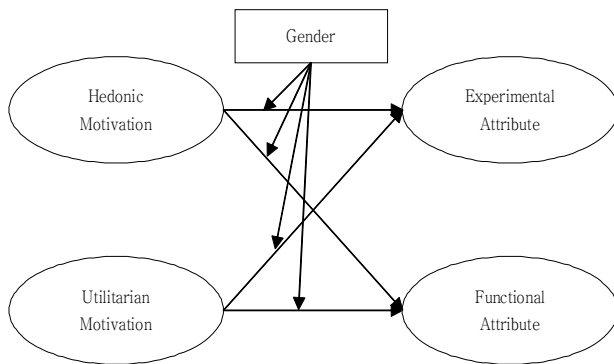 Gender
Hedonic
Motivation
Experimental
Attribute
Utilitarian
Motivation
Functional
Attribute